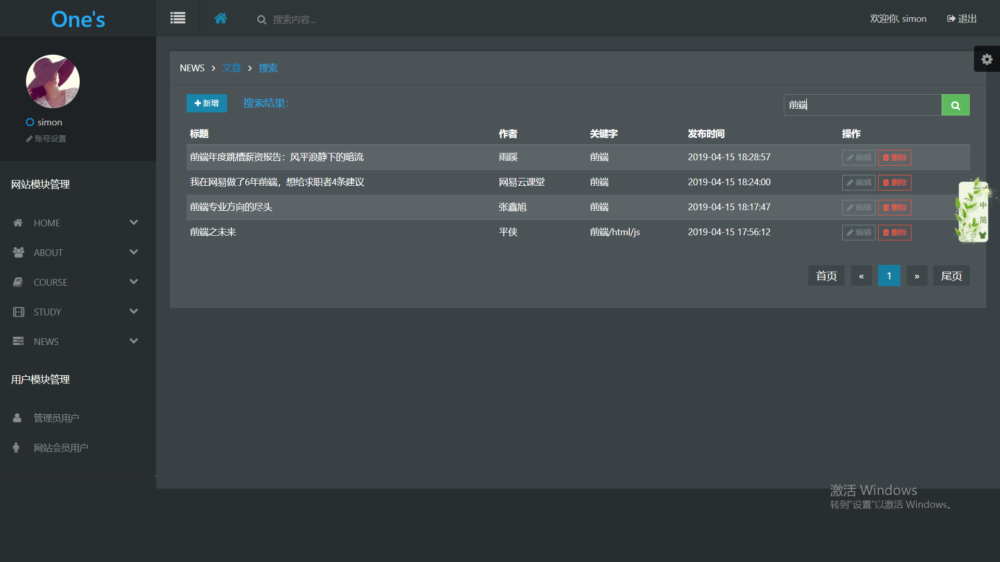 One's
搜索内容...
欢迎你, simon
退出
simon
账号设置
网站模块管理
HOME
ABOUT
COURSE
STUDY
NEWS
用户模块管理
管理员用户
网站会员用户
NEWS > 文章 > 搜索
新增
搜索结果：
前端
标题 作者 关键字 发布时间 操作
前端年度跳槽薪资报告：风平浪静下的暗流 雨蹊 前端 2019-04-15 18:28:57 编辑 删除
我在网易做了6年前端，想给求职者4条建议 网易云课堂 前端 2019-04-15 18:24:00 编辑 删除
前端专业方向的尽头 张鑫旭 前端 2019-04-15 18:17:47 编辑 删除
前端之未来 平侠 前端/html/js 2019-04-15 17:56:12 编辑 删除
首页 « 1 » 尾页
中
简
激活 Windows
转到“设置”以激活 Windows。